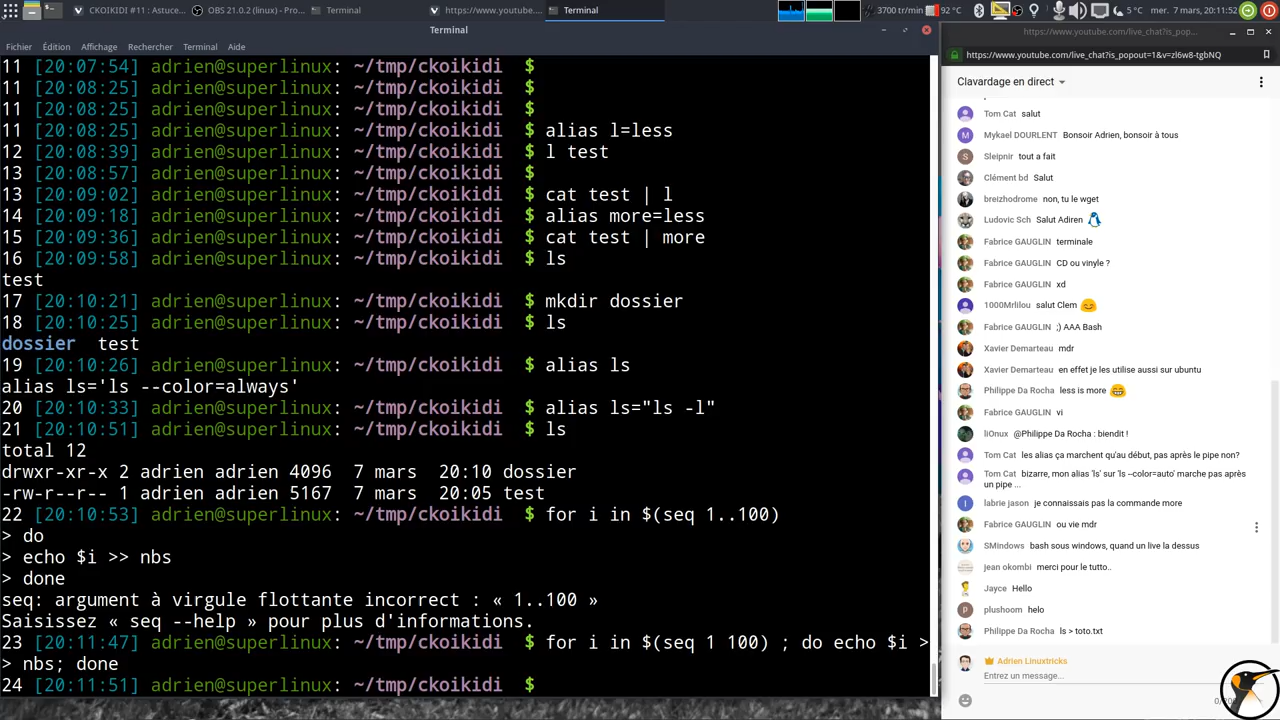 CKOIKIDI #11 : Astuce...
OBS 21.0.2 (linux) - Pro...
Terminal
https://www.youtube....
Terminal
3700 tr/min
92 °C
5 °C
mer. 7 mars, 20:11:52
Terminal
Fichier Édition Affichage Rechercher Terminal Aide
11 [20:07:54] adrien@superlinux: ~/tmp/ckoikidi $
11 [20:08:25] adrien@superlinux: ~/tmp/ckoikidi $
11 [20:08:25] adrien@superlinux: ~/tmp/ckoikidi $
11 [20:08:25] adrien@superlinux: ~/tmp/ckoikidi $ alias l=less
12 [20:08:39] adrien@superlinux: ~/tmp/ckoikidi $ l test
13 [20:08:57] adrien@superlinux: ~/tmp/ckoikidi $
13 [20:09:02] adrien@superlinux: ~/tmp/ckoikidi $ cat test | l
14 [20:09:18] adrien@superlinux: ~/tmp/ckoikidi $ alias more=less
15 [20:09:36] adrien@superlinux: ~/tmp/ckoikidi $ cat test | more
16 [20:09:58] adrien@superlinux: ~/tmp/ckoikidi $ ls
test
17 [20:10:21] adrien@superlinux: ~/tmp/ckoikidi $ mkdir dossier
18 [20:10:25] adrien@superlinux: ~/tmp/ckoikidi $ ls
dossier test
19 [20:10:26] adrien@superlinux: ~/tmp/ckoikidi $ alias ls
alias ls='ls --color=always'
20 [20:10:33] adrien@superlinux: ~/tmp/ckoikidi $ alias ls="ls -l"
21 [20:10:51] adrien@superlinux: ~/tmp/ckoikidi $ ls
total 12
drwxr-xr-x 2 adrien adrien 4096 7 mars 20:10 dossier
-rw-r--r-- 1 adrien adrien 5167 7 mars 20:05 test
22 [20:10:53] adrien@superlinux: ~/tmp/ckoikidi $ for i in $(seq 1..100)
> do
> echo $i >> nbs
> done
seq: argument à virgule flottante incorrect : « 1..100 »
Saisissez « seq --help » pour plus d'informations.
23 [20:11:47] adrien@superlinux: ~/tmp/ckoikidi $ for i in $(seq 1 100) ; do echo $i >
> nbs; done
24 [20:11:51] adrien@superlinux: ~/tmp/ckoikidi $
https://www.youtube.com/live_chat?is_pop...
https://www.youtube.com/live_chat?is_popout=1&v=zl6w8-tgbNQ
Clavardage en direct
Tom Cat salut
Mykael DOURLENT Bonsoir Adrien, bonsoir à tous
Sleipnir tout a fait
Clément bd Salut
breizhodrome non, tu le wget
Ludovic Sch Salut Adiren
Fabrice GAUGLIN terminale
Fabrice GAUGLIN CD ou vinyle ?
Fabrice GAUGLIN xd
1000Mrlilou salut Clem
Fabrice GAUGLIN ;) AAA Bash
Xavier Demarteau mdr
Xavier Demarteau en effet je les utilise aussi sur ubuntu
Philippe Da Rocha less is more
Fabrice GAUGLIN vi
liOnux @Philippe Da Rocha : biendit !
Tom Cat les alias ça marchent qu'au début, pas après le pipe non?
Tom Cat bizarre, mon alias 'ls' sur 'ls --color=auto' marche pas après
un pipe ...
labrie jason je connaissais pas la commande more
Fabrice GAUGLIN ou vie mdr
SMindows bash sous windows, quand un live la dessus
jean okombi merci pour le tutto..
Jayce Hello
plushoom helo
Philippe Da Rocha ls > toto.txt
Adrien Linuxtricks
Entrez un message...